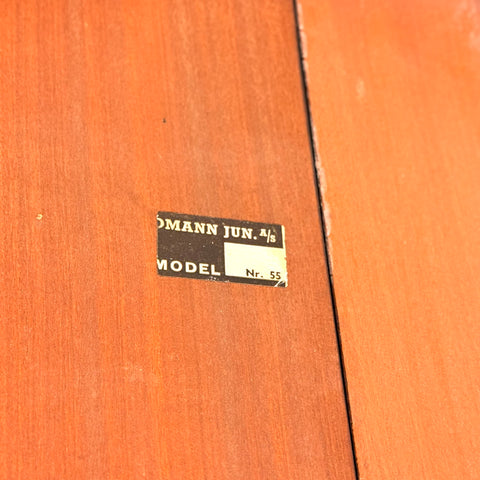 OMANN JUN. A/S
MODEL Nr. 55